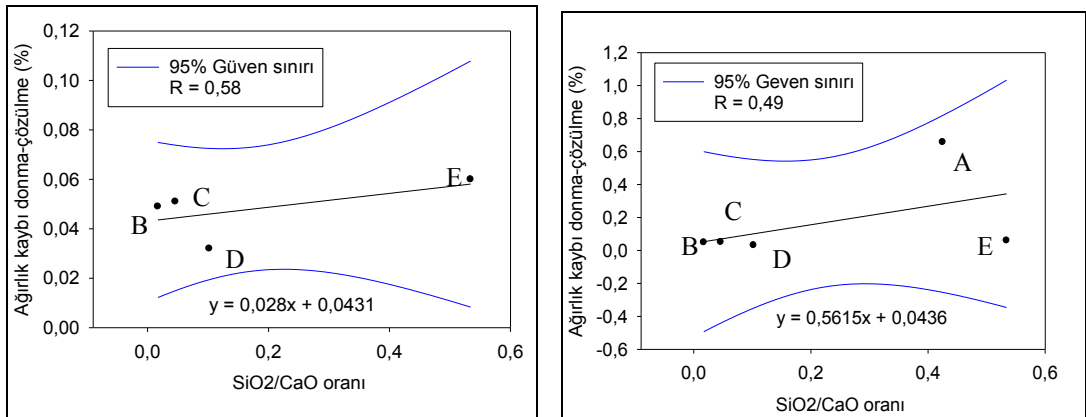 Ağırlık kaybı donma-çözülme (%)
0,12
0,10
0,08
0,06
0,04
0,02
0,00
95% Güven sınırı
R = 0,58
B
C
D
E
y = 0,028x + 0,0431
0,0
0,2
0,4
0,6
SiO2/CaO oranı
Ağırlık kaybı donma-çözülme (%)
1,2
1,0
0,8
0,6
0,4
0,2
0,0
-0,2
-0,4
-0,6
95% Geven sınırı
R = 0,49
A
B
C
D
E
y = 0,5615x + 0,0436
0,0
0,2
0,4
0,6
SiO2/CaO oranı